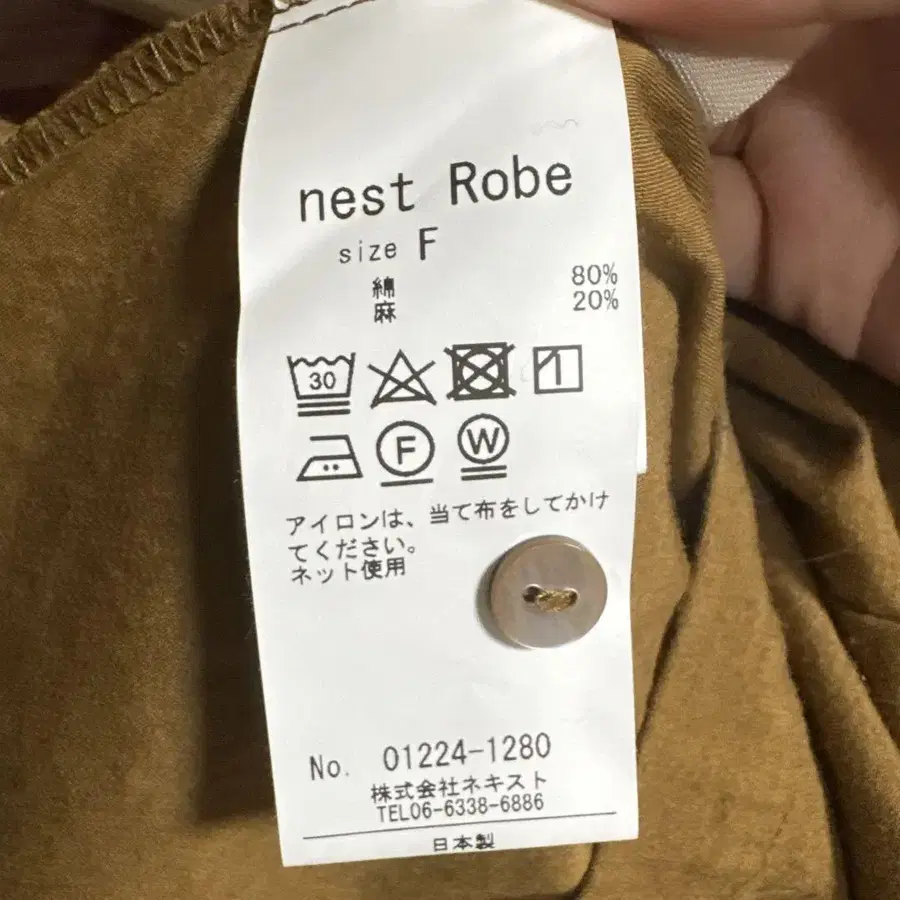 nest Robe
size F
綿 80%
麻 20%
30
F W
アイロンは、当て布をしてかけ
てください。
ネット使用
No. 01224-1280
株式会社ネキスト
TEL06-6338-6886
日本製